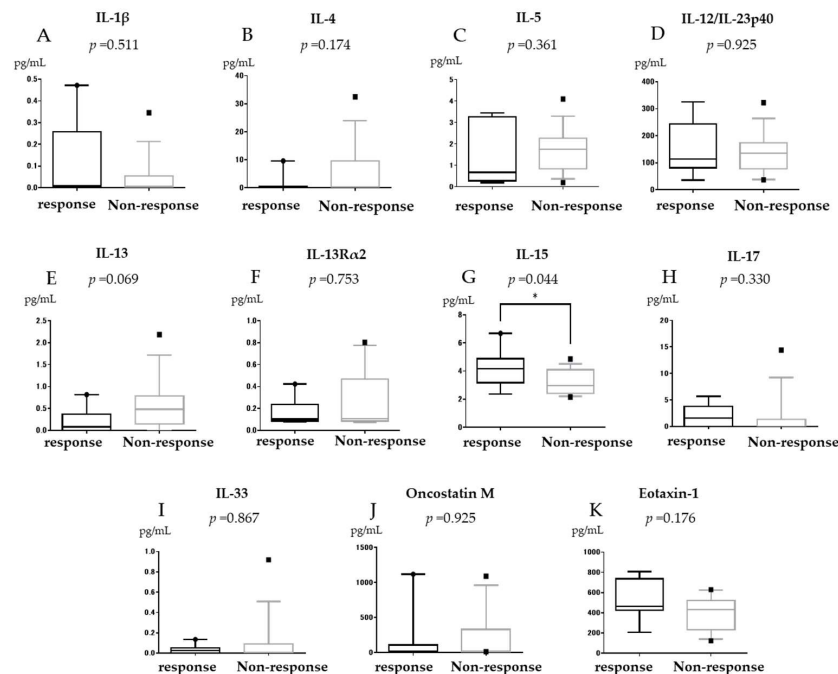 IL-1β
A
p =0.511
pg/mL
0.5
0.4
0.3
0.2
0.1
0.0
response Non-response
IL-4
B
p =0.174
pg/mL
40
30
20
10
0
response Non-response
IL-5
C
p =0.361
pg/mL
5
4
3
2
1
0
response Non-response
IL-12/IL-23p40
D
p =0.925
pg/mL
400
300
200
100
0
response Non-response
IL-13
E
p =0.069
pg/mL
2.5
2.0
1.5
1.0
0.5
0.0
response Non-response
IL-13Rα2
F
p =0.753
pg/mL
1.0
0.8
0.6
0.4
0.2
0.0
response Non-response
IL-15
G
p =0.044
pg/mL
*
8
6
4
2
0
response Non-response
IL-17
H
p =0.330
pg/mL
20
15
10
5
0
response Non-response
IL-33
I
p =0.867
pg/mL
1.0
0.8
0.6
0.4
0.2
0.0
response Non-response
Oncostatin M
J
p =0.925
pg/mL
1500
1000
500
0
response Non-response
Eotaxin-1
K
p =0.176
pg/mL
1000
800
600
400
200
0
response Non-response